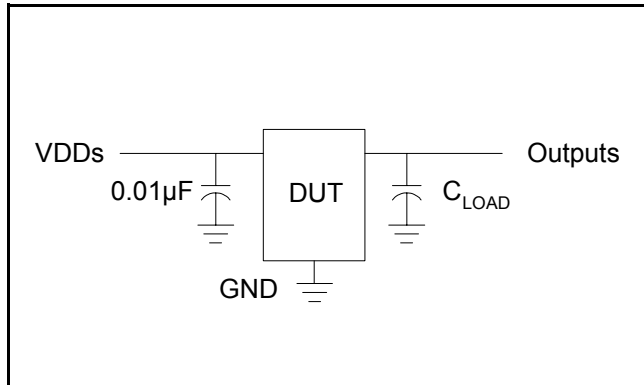 VDDs
Outputs
0.01µF
DUT
CLOAD
GND